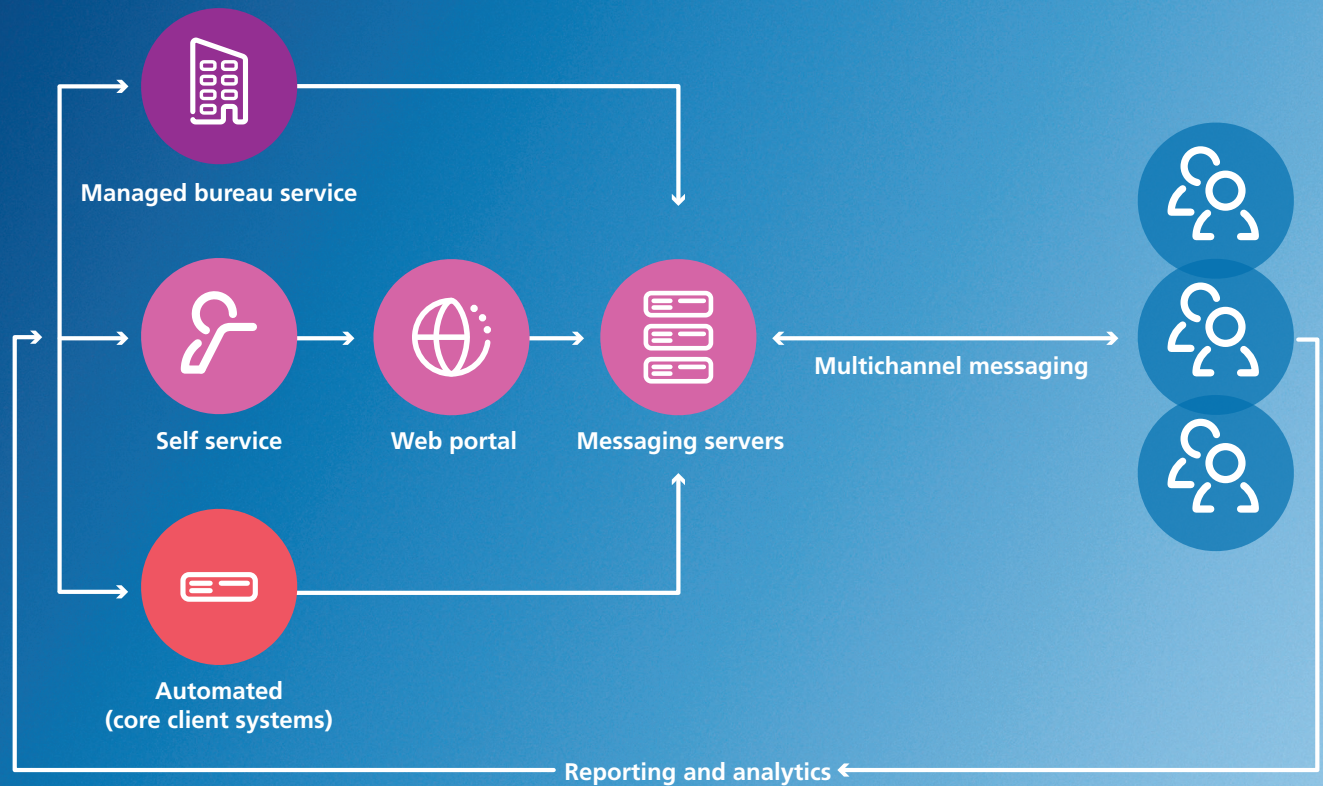 Managed bureau service
Self service
Web portal
Messaging servers
Multichannel messaging
Automated
(core client systems)
Reporting and analytics